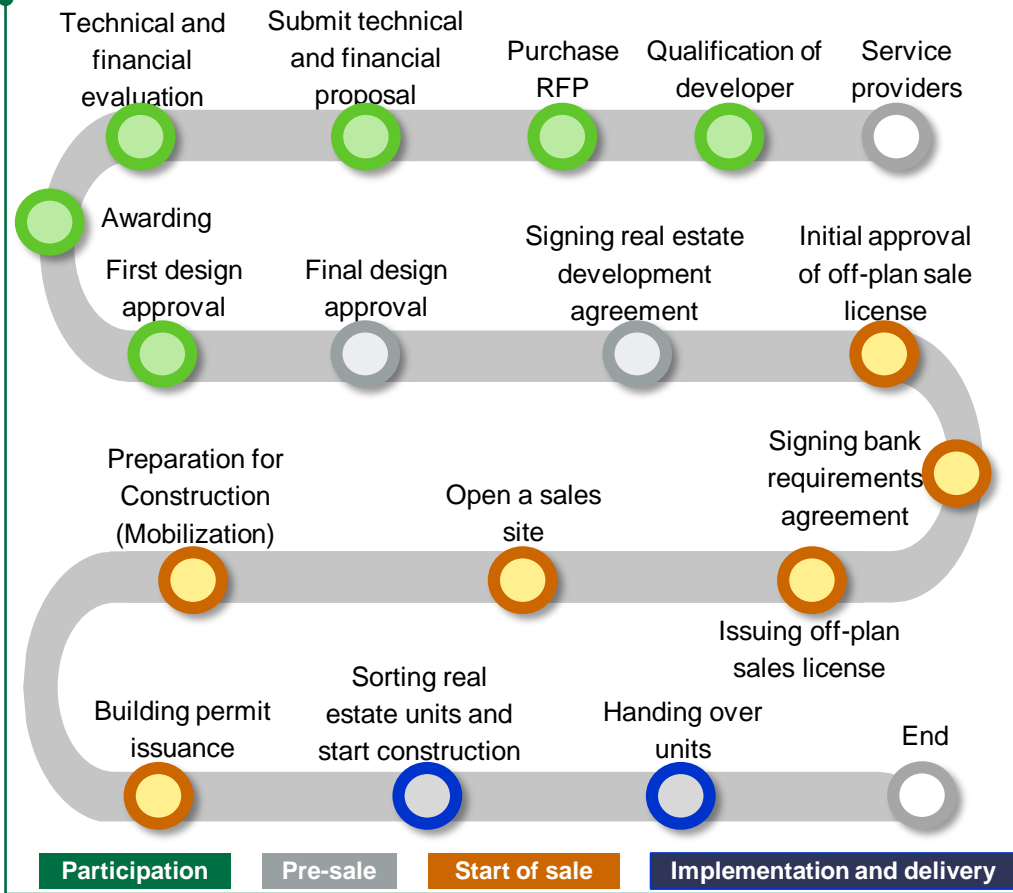 Technical and
financial
evaluation
Submit technical
and financial
proposal
Purchase
RFP
Qualification of
developer
Service
providers
Awarding
First design
approval
Final design
approval
Signing real estate
development
agreement
Initial approval
of off-plan sale
license
Preparation for
Construction
(Mobilization)
Open a sales
site
Signing bank
requirements
agreement
Issuing off-plan
sales license
Building permit
issuance
Sorting real
estate units and
start construction
Handing over
units
End
Participation
Pre-sale
Start of sale
Implementation and delivery